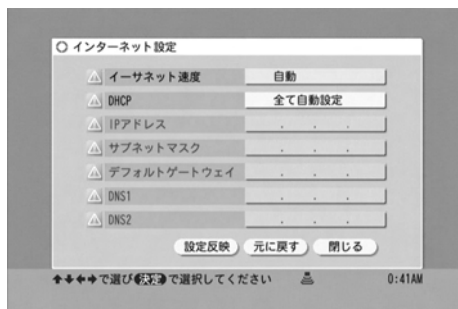 インターネット設定
イーサネット速度 自動
DHCP 全て自動設定
IPアドレス . . .
サブネットマスク . . .
デフォルトゲートウェイ . . .
DNS1 . . .
DNS2 . . .
設定反映 元に戻す 閉じる
↑↓←→で選び決定で選択してください 0:41AM